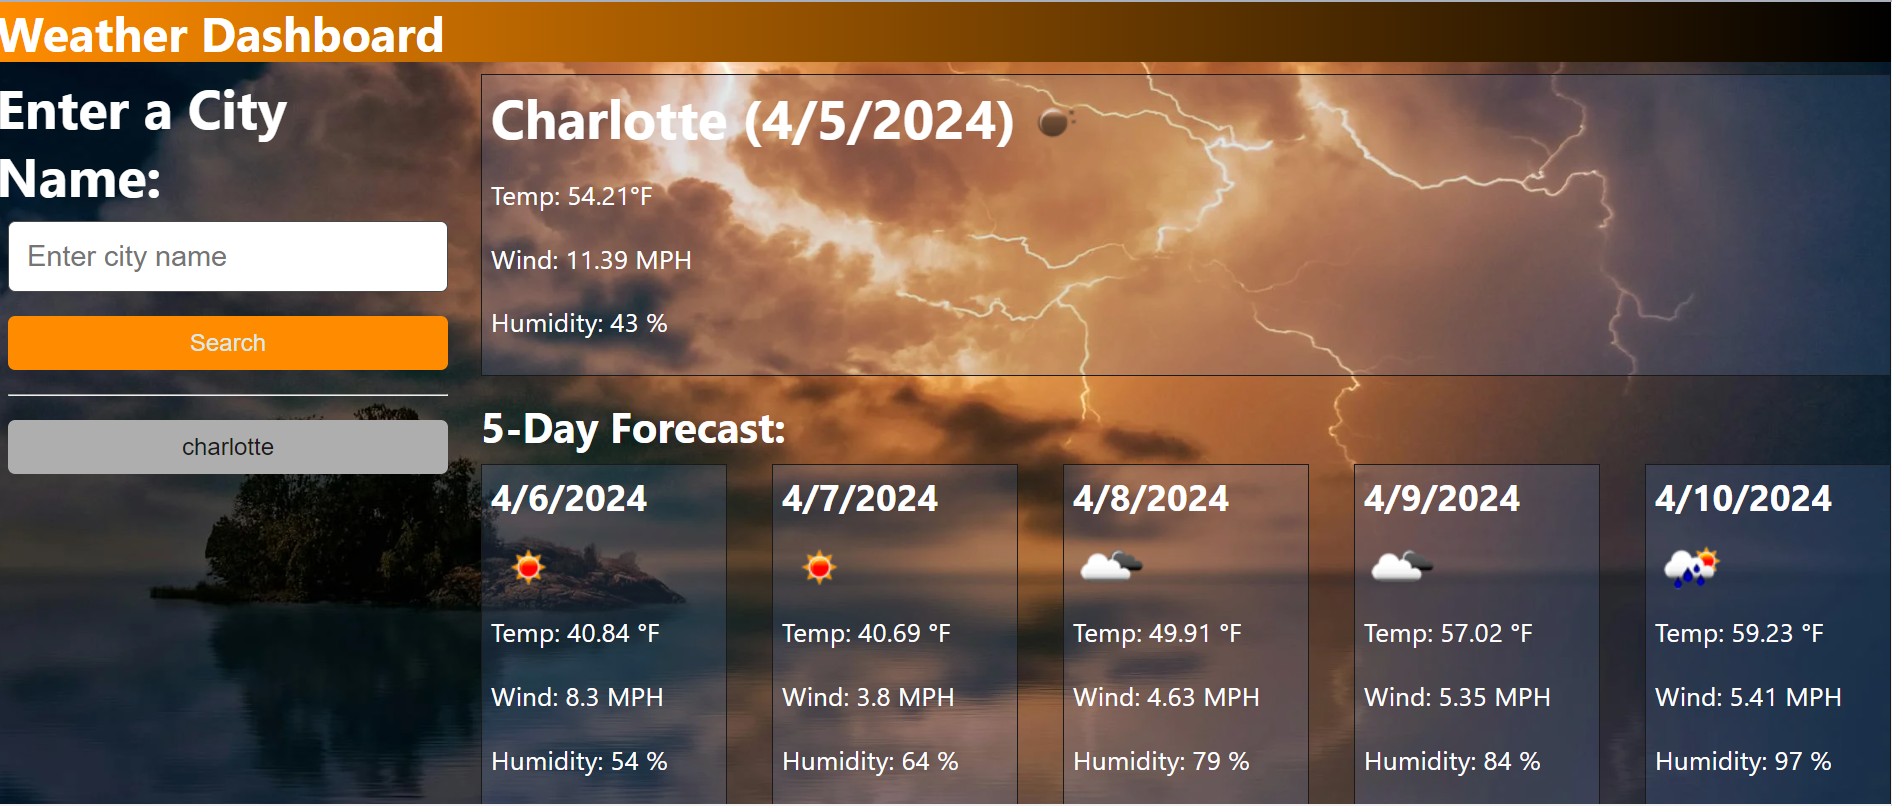 Weather Dashboard
Enter a City
Name:
Enter city name
Search
charlotte
Charlotte (4/5/2024)
Temp: 54.21°F
Wind: 11.39 MPH
Humidity: 43 %
5-Day Forecast:
4/6/2024
Temp: 40.84 °F
Wind: 8.3 MPH
Humidity: 54 %
4/7/2024
Temp: 40.69 °F
Wind: 3.8 MPH
Humidity: 64 %
4/8/2024
Temp: 49.91 °F
Wind: 4.63 MPH
Humidity: 79 %
4/9/2024
Temp: 57.02 °F
Wind: 5.35 MPH
Humidity: 84 %
4/10/2024
Temp: 59.23 °F
Wind: 5.41 MPH
Humidity: 97 %